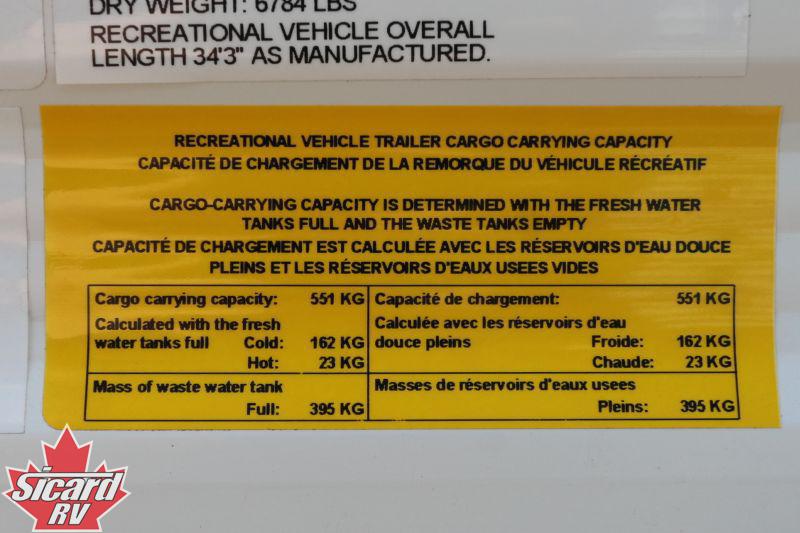 DRY WEIGHT: 6784 LBS
RECREATIONAL VEHICLE OVERALL
LENGTH 34'3" AS MANUFACTURED.
RECREATIONAL VEHICLE TRAILER CARGO CARRYING CAPACITY
CAPACITÉ DE CHARGEMENT DE LA REMORQUE DU VÉHICULE RÉCRÉATIF
CARGO-CARRYING CAPACITY IS DETERMINED WITH THE FRESH WATER
TANKS FULL AND THE WASTE TANKS EMPTY
CAPACITÉ DE CHARGEMENT EST CALCULÉE AVEC LES RÉSERVOIRS D'EAU DOUCE
PLEINS ET LES RÉSERVOIRS D'EAUX USEES VIDES
Cargo carrying capacity: 551 KG
Calculated with the fresh
water tanks full Cold: 162 KG
Hot: 23 KG
Mass of waste water tank
Full: 395 KG
Capacité de chargement: 551 KG
Calculée avec les réservoirs d'eau
douce pleins Froide: 162 KG
Chaude: 23 KG
Masses de réservoirs d'eaux usees
Pleins: 395 KG
Sicard
RV